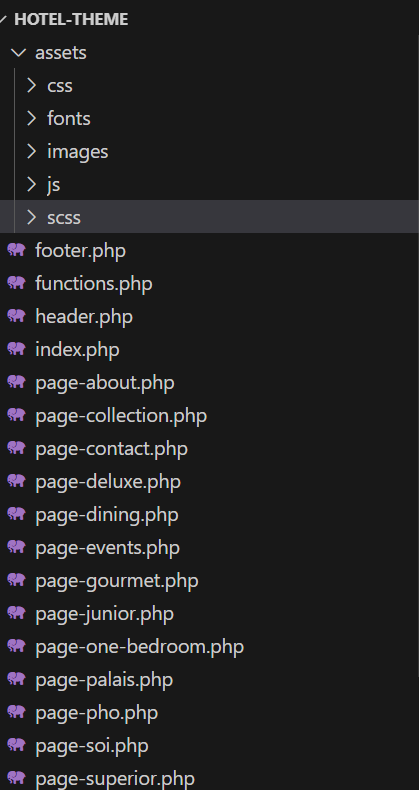 HOTEL-THEME
assets
css
fonts
images
js
scss
footer.php
functions.php
header.php
index.php
page-about.php
page-collection.php
page-contact.php
page-deluxe.php
page-dining.php
page-events.php
page-gourmet.php
page-junior.php
page-one-bedroom.php
page-palais.php
page-pho.php
page-soi.php
page-superior.php